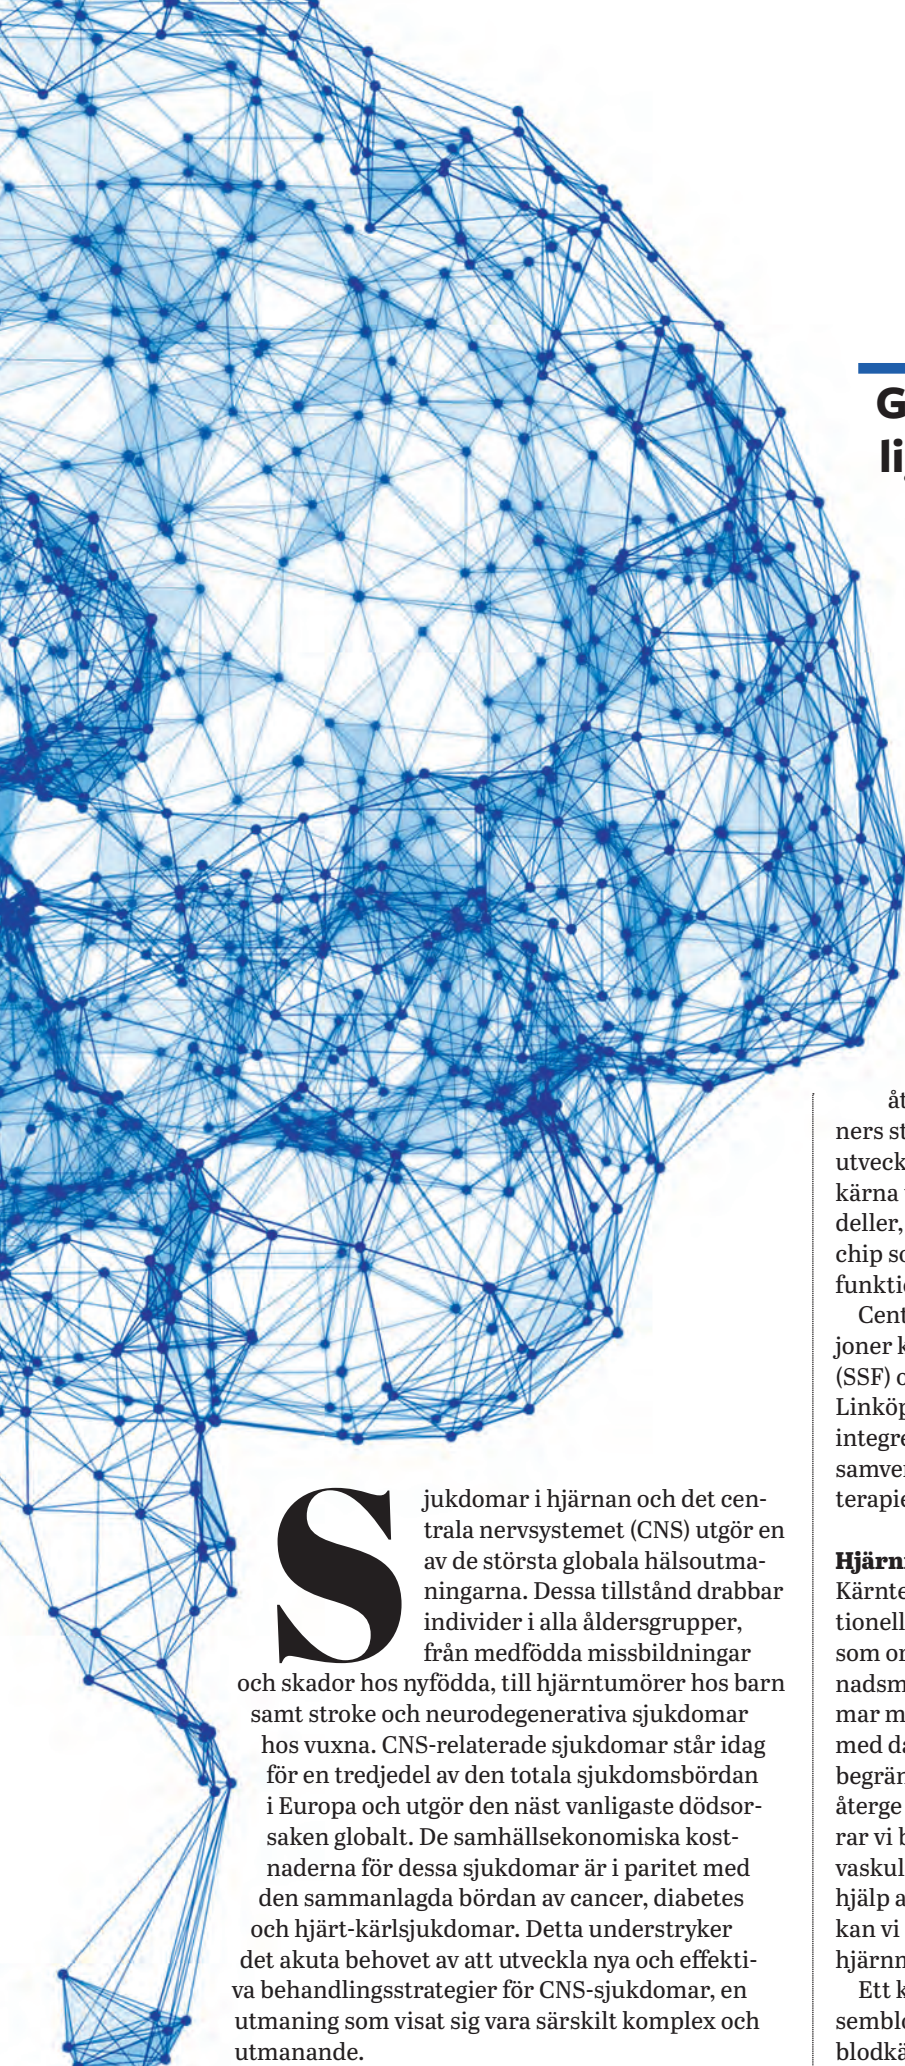 G
li
Sjukdomar i hjärnan och det cen-
trala nervsystemet (CNS) utgör en
av de största globala hälsoutma-
ningarna. Dessa tillstånd drabbar
individer i alla åldersgrupper,
från medfödda missbildningar
och skador hos nyfödda, till hjärntumörer hos barn
samt stroke och neurodegenerativa sjukdomar
hos vuxna. CNS-relaterade sjukdomar står idag
för en tredjedel av den totala sjukdomsbördan
i Europa och utgör den näst vanligaste dödsor-
saken globalt. De samhällsekonomiska kost-
naderna för dessa sjukdomar är i paritet med
den sammanlagda bördan av cancer, diabetes
och hjärt-kärlsjukdomar. Detta understryker
det akuta behovet av att utveckla nya och effekti-
va behandlingsstrategier för CNS-sjukdomar, en
utmaning som visat sig vara särskilt komplex och
utmanande.
åt
ners st
utveck
kärna
deller,
chip so
funktio
Cent
joner k
(SSF) o
Linköp
integre
samver
terapie
Hjärn
Kärnte
tionell
som or
nadsm
mar m
med da
begrän
återge
rar vi b
vaskul
hjälp a
kan vi
hjärn
Ett k
semblo
blodkä